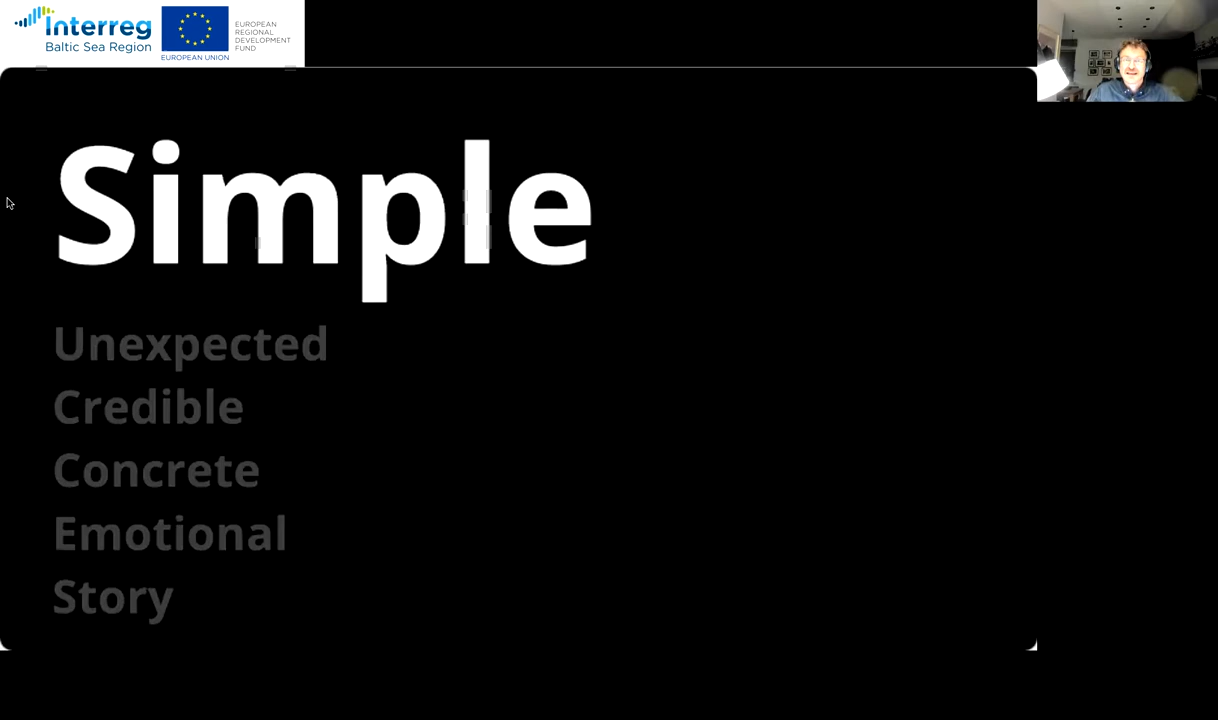 Interreg
Baltic Sea Region
EUROPEAN UNION
EUROPEAN
REGIONAL
DEVELOPMENT
FUND
Simple
Unexpected
Credible
Concrete
Emotional
Story